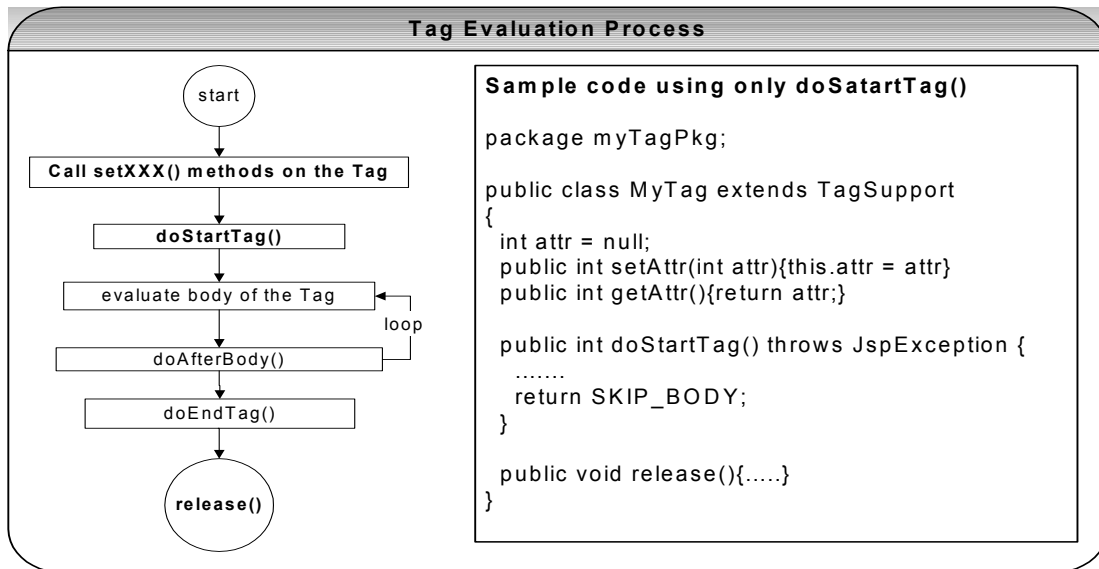 Tag Evaluation Process
start
Call setXXX() methods on the Tag
doStartTag()
evaluate body of the Tag
loop
doAfterBody()
doEndTag()
release()
Sample code using only doSatartTag()
package myTagPkg;
public class MyTag extends TagSupport
{
int attr = null;
public int setAttr(int attr){this.attr = attr}
public int getAttr(){return attr;}
public int doStartTag() throws JspException {
.......
return SKIP_BODY;
}
public void release(){.....}
}